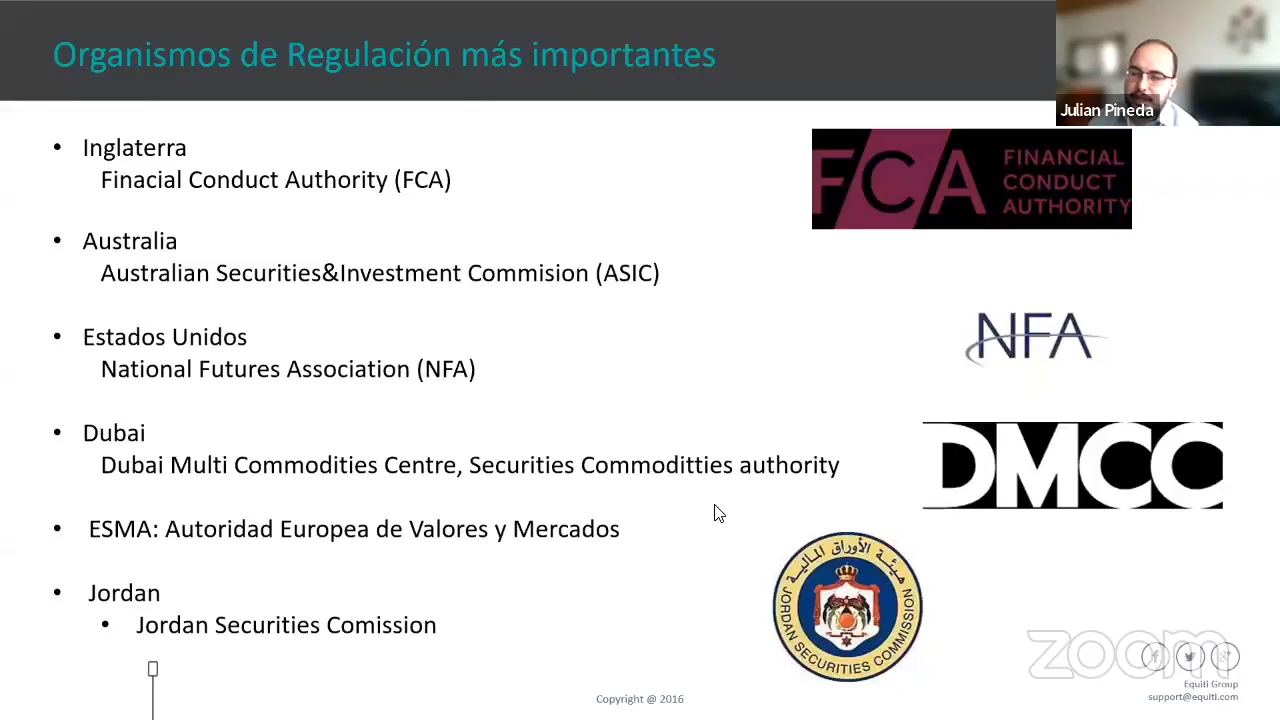 Organismos de Regulación más importantes
Julian Pineda
• Inglaterra
Finacial Conduct Authority (FCA)
FCA FINANCIAL
CONDUCT
AUTHORITY
• Australia
Australian Securities&Investment Commision (ASIC)
• Estados Unidos
National Futures Association (NFA)
NFA
• Dubai
Dubai Multi Commodities Centre, Securities Commoditties authority
DMCC
• ESMA: Autoridad Europea de Valores y Mercados
• Jordan
• Jordan Securities Comission
هيئة الأوراق المالية
JORDAN SECURITIES COMMISSION
zoom
Equiti Group
support@equiti.com
Copyright @ 2016